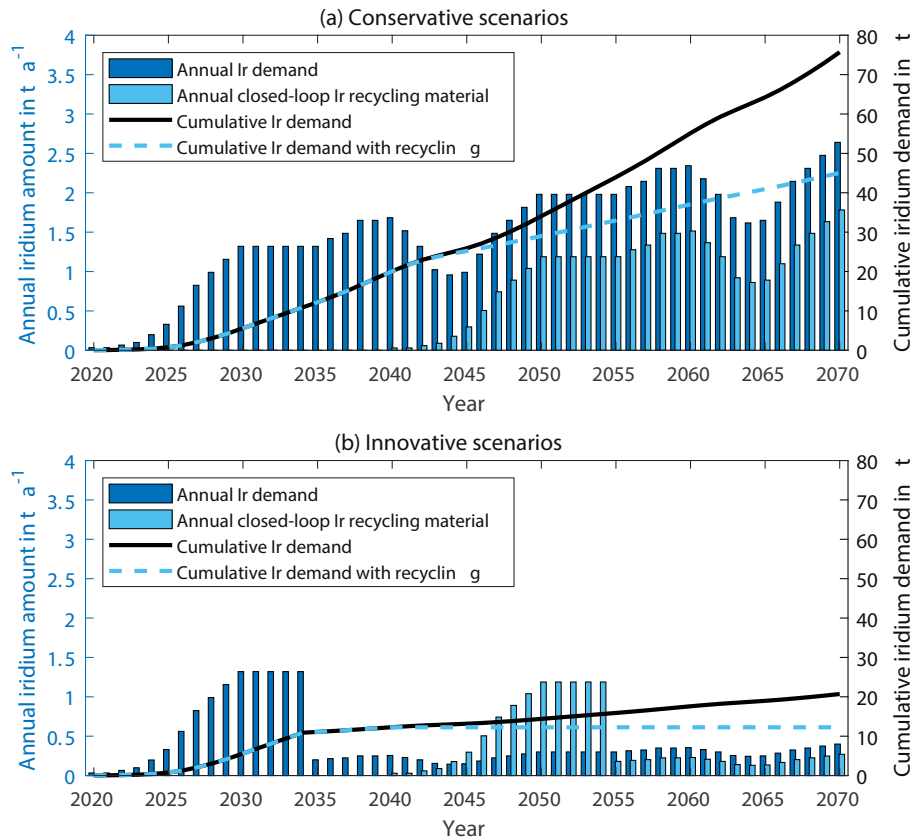 (a) Conservative scenarios
Annual iridium amount in t a-1
4
3.5
3
2.5
2
1.5
1
0.5
0
Annual Ir demand
Annual closed-loop Ir recycling material
Cumulative Ir demand
Cumulative Ir demand with recyclin g
80
70
60
50
40
30
20
10
0
Cumulative iridium demand in t
2020 2025 2030 2035 2040 2045 2050 2055 2060 2065 2070
Year
(b) Innovative scenarios
Annual iridium amount in t a-1
4
3.5
3
2.5
2
1.5
1
0.5
0
Annual Ir demand
Annual closed-loop Ir recycling material
Cumulative Ir demand
Cumulative Ir demand with recyclin g
80
70
60
50
40
30
20
10
0
Cumulative iridium demand in t
2020 2025 2030 2035 2040 2045 2050 2055 2060 2065 2070
Year